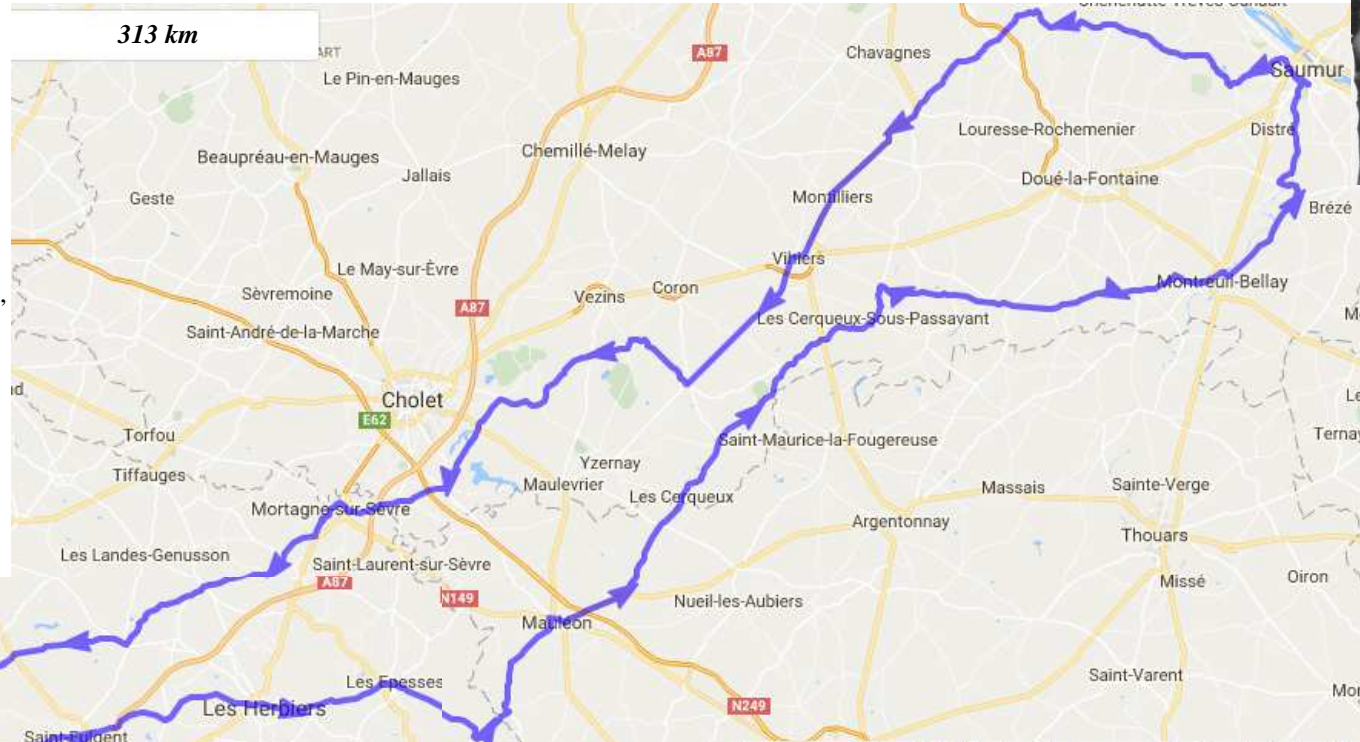 313 km
Chênehutte-Trèves-Cunault
A87
Chavagnes
Saumur
Le Pin-en-Mauges
Louresse-Rochemenier
Distré
Chemillé-Melay
Beaupréau-en-Mauges
Jallais
Doué-la-Fontaine
Geste
Montilliers
Brézé
Vihiers
Le May-sur-Èvre
Montreuil-Bellay
Sèvremoine
Vezins
Coron
,
A87
Les Cerqueux-Sous-Passavant
Saint-André-de-la-Marche
Cholet
E62
Torfou
Saint-Maurice-la-Fougereuse
Ternay
Tiffauges
Yzernay
Maulevrier
Les Cerqueux
Massais
Sainte-Verge
Mortagne-sur-Sèvre
Argentonnay
Thouars
Les Landes-Genusson
Saint-Laurent-sur-Sèvre
A87
Missé
Oiron
N149
Nueil-les-Aubiers
Mauléon
Saint-Varent
Les Epesses
Les Herbiers
N249
Saint-Fulgent